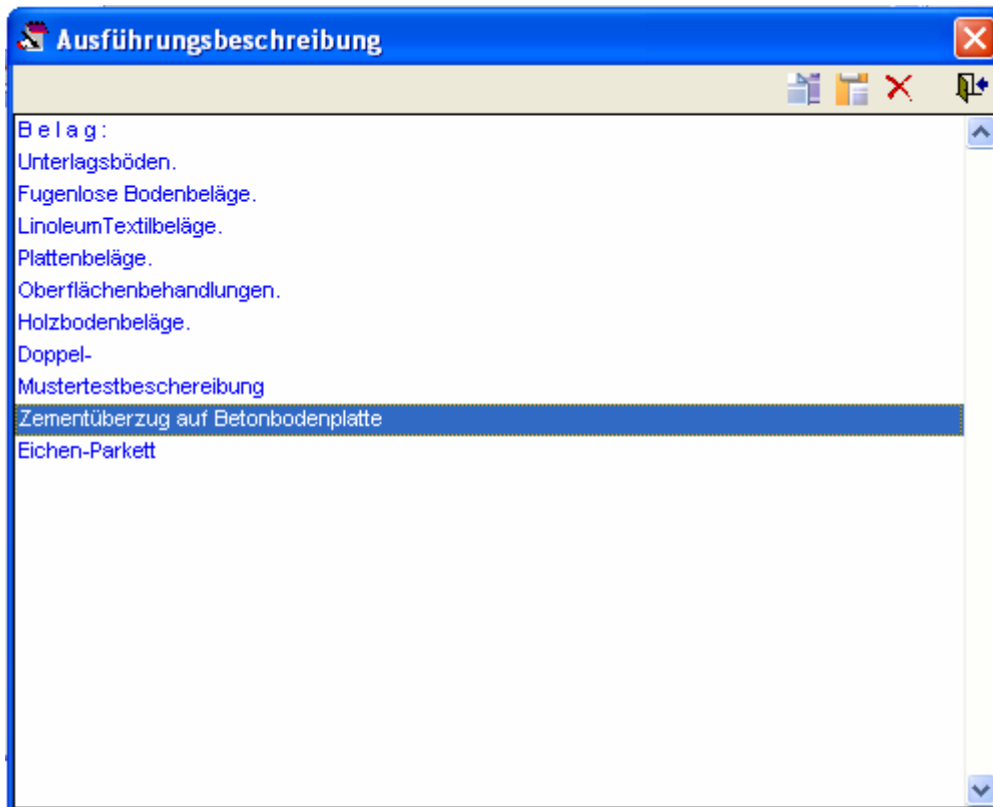 Ausführungsbeschreibung
B e l a g :
Unterlagsböden.
Fugenlose Bodenbeläge.
LinoleumTextilbeläge.
Plattenbeläge.
Oberflächenbehandlungen.
Holzbodenbeläge.
Doppel-
Mustertestbeschereibung
Zementüberzug auf Betonbodenplatte
Eichen-Parkett